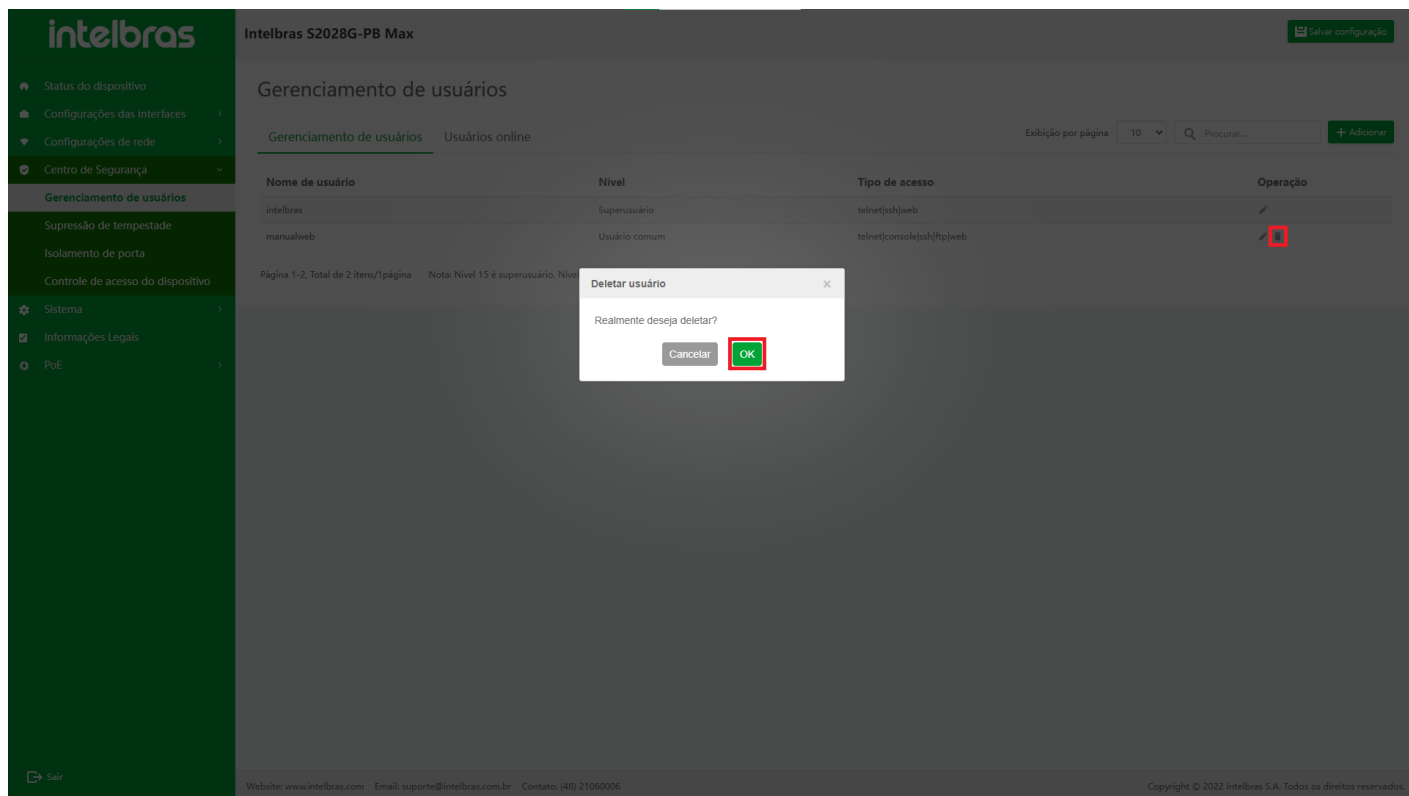 intelbras
Intelbras S2028G-PB Max
Salvar configuração
Status do dispositivo
Configurações das interfaces
Configurações de rede
Centro de Segurança
Gerenciamento de usuários
Supressão de tempestade
Isolamento de porta
Controle de acesso do dispositivo
Sistema
Informações Legais
PoE
Sair
Gerenciamento de usuários
Gerenciamento de usuários Usuários online
Exibição por página 10 Procurar... + Adicionar
Nome de usuário Nível Tipo de acesso Operação
intelbras Superusuário telnet|ssh|web
manualweb Usuário comum telnet|console|ssh|ftp|web
Página 1-2, Total de 2 itens/1página Nota: Nível 15 é superusuário, Níve
Deletar usuário ×
Realmente deseja deletar?
Cancelar OK
Website: www.intelbras.com Email: suporte@intelbras.com.br Contato: (48) 21060006 Copyright © 2022 Intelbras S.A. Todos os direitos reservados.